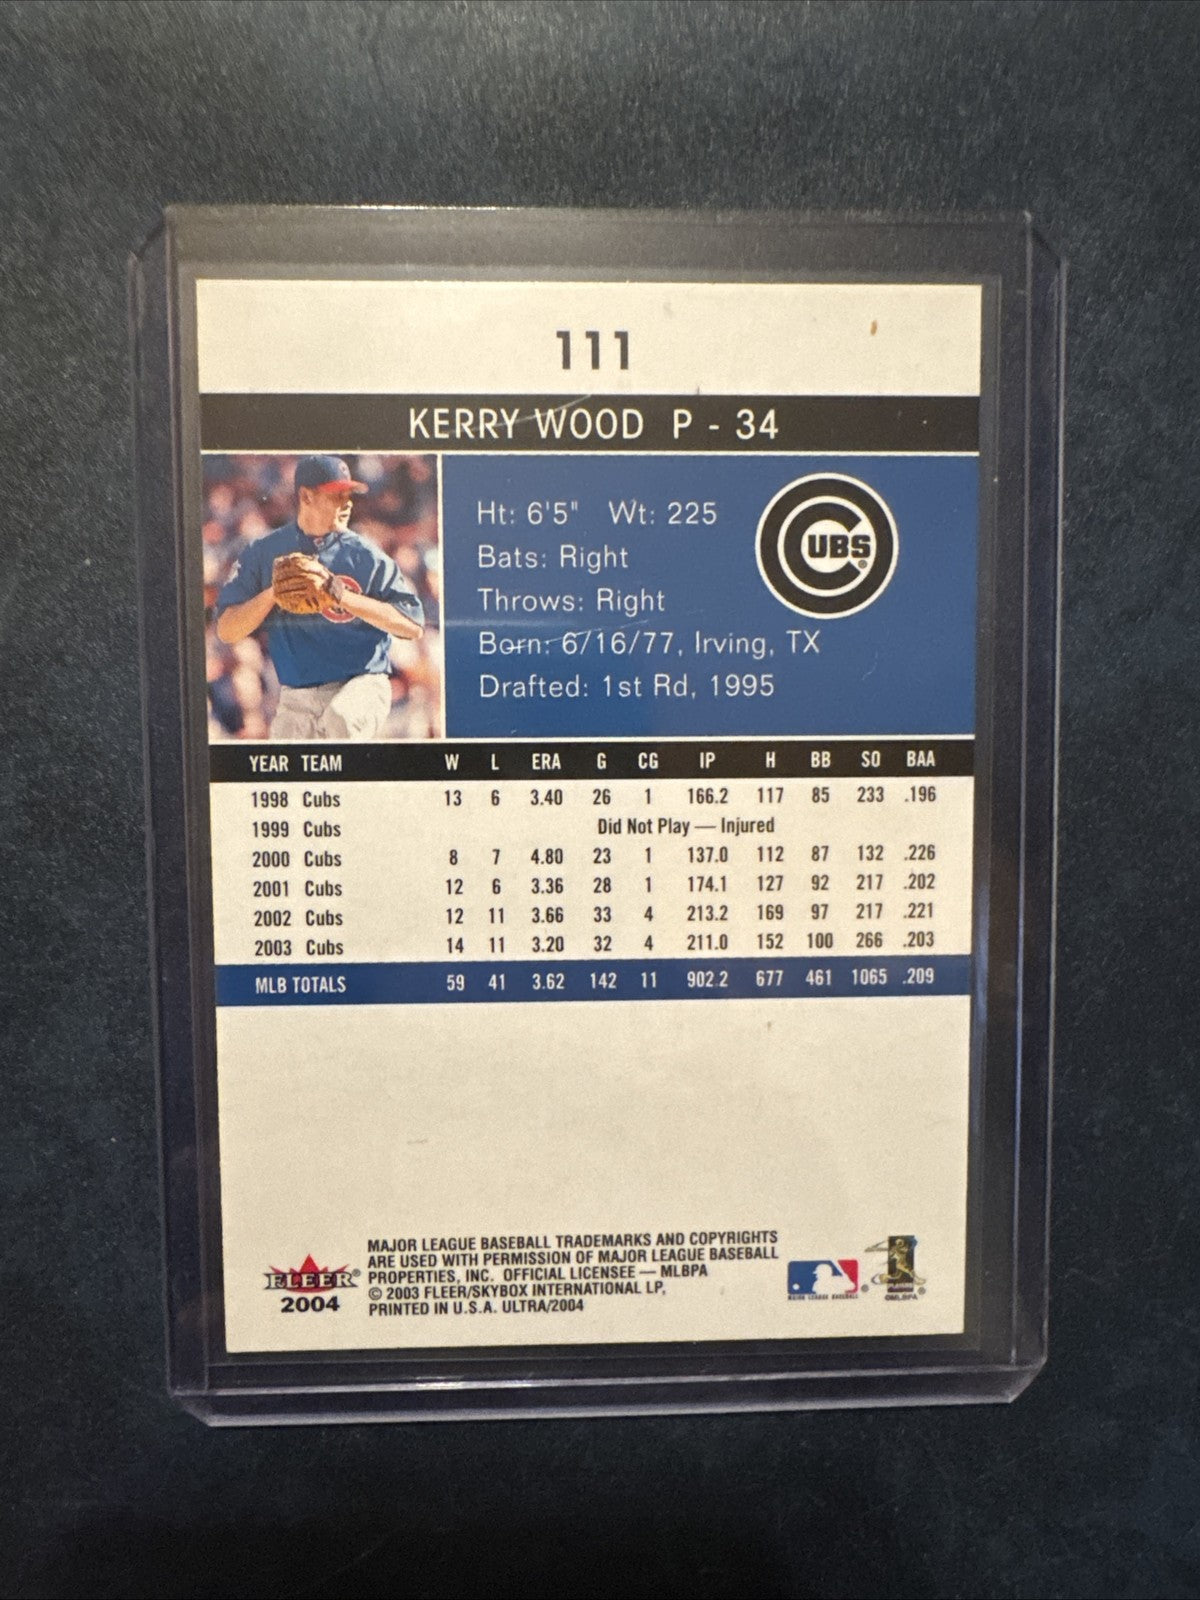 111
KERRY WOOD P - 34
Ht: 6'5" Wt: 225
Bats: Right
Throws: Right
Born: 6/16/77, Irving, TX
Drafted: 1st Rd, 1995
CUBS®
YEAR TEAM W L ERA G CG IP H BB SO BAA
1998 Cubs 13 6 3.40 26 1 166.2 117 85 233 .196
1999 Cubs Did Not Play — Injured
2000 Cubs 8 7 4.80 23 1 137.0 112 87 132 .226
2001 Cubs 12 6 3.36 28 1 174.1 127 92 217 .202
2002 Cubs 12 11 3.66 33 4 213.2 169 97 217 .221
2003 Cubs 14 11 3.20 32 4 211.0 152 100 266 .203
MLB TOTALS 59 41 3.62 142 11 902.2 677 461 1065 .209
FLEER®
2004
MAJOR LEAGUE BASEBALL TRADEMARKS AND COPYRIGHTS
ARE USED WITH PERMISSION OF MAJOR LEAGUE BASEBALL
PROPERTIES, INC. OFFICIAL LICENSEE — MLBPA
© 2003 FLEER/SKYBOX INTERNATIONAL LP,
PRINTED IN U.S.A. ULTRA/2004
MAJOR LEAGUE BASEBALL®
©MLBPA